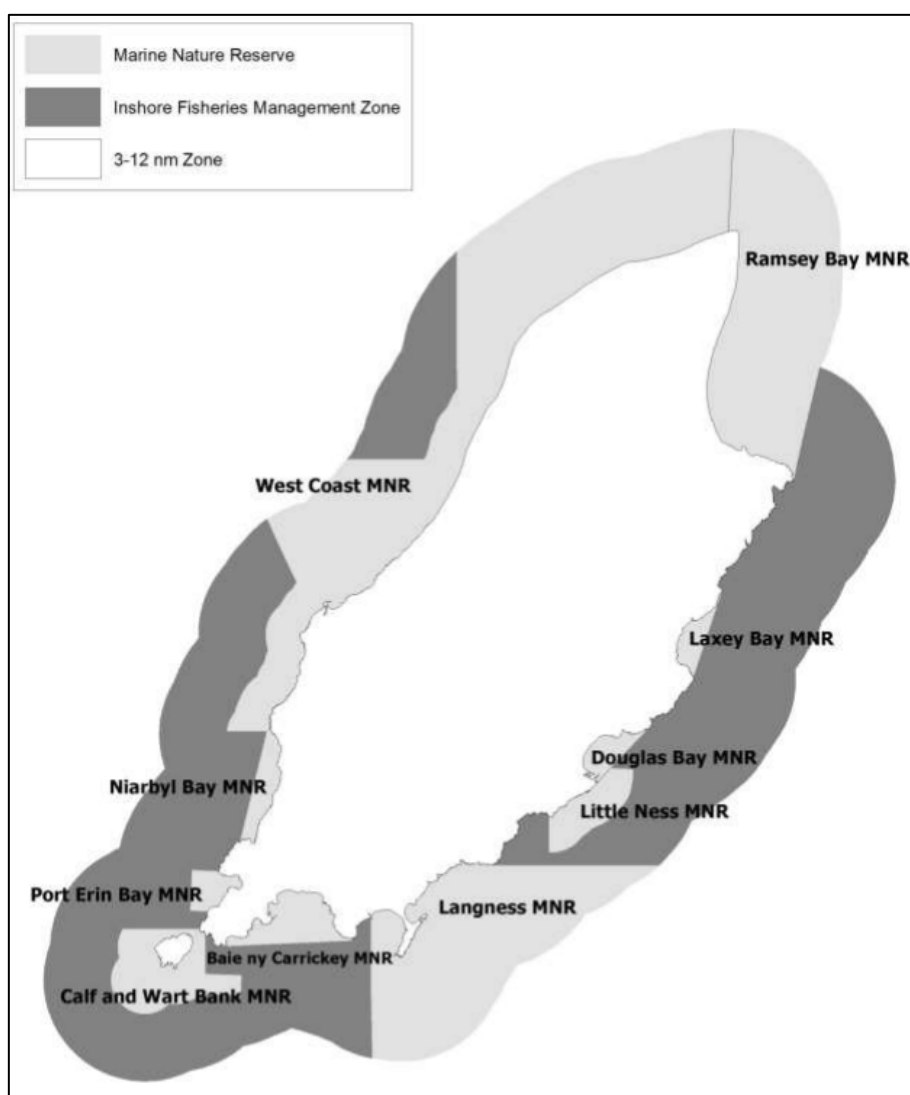 Marine Nature Reserve
Inshore Fisheries Management Zone
3-12 nm Zone
Ramsey Bay MNR
West Coast MNR
Laxey Bay MNR
Douglas Bay MNR
Niarbyl Bay MNR
Little Ness MNR
Port Erin Bay MNR
Langness MNR
Baie ny Carrickey MNR
Calf and Wart Bank MNR